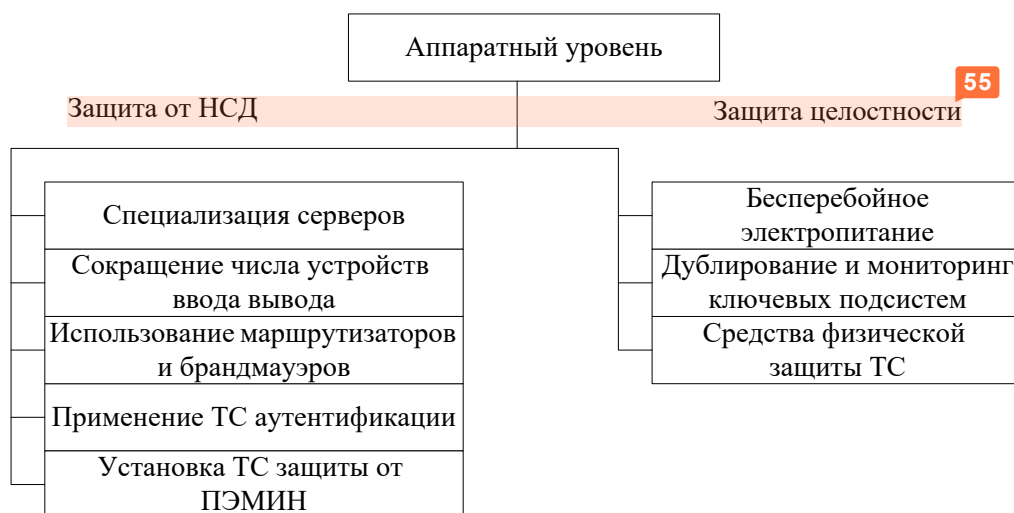 Аппаратный уровень
55
Защита от НСД
Защита целостности
Специализация серверов
Сокращение числа устройств
ввода вывода
Использование маршрутизаторов
и брандмауэров
Применение ТС аутентификации
Установка ТС защиты от
ПЭМИН
Бесперебойное
электропитание
Дублирование и мониторинг
ключевых подсистем
Средства физической
защиты ТС